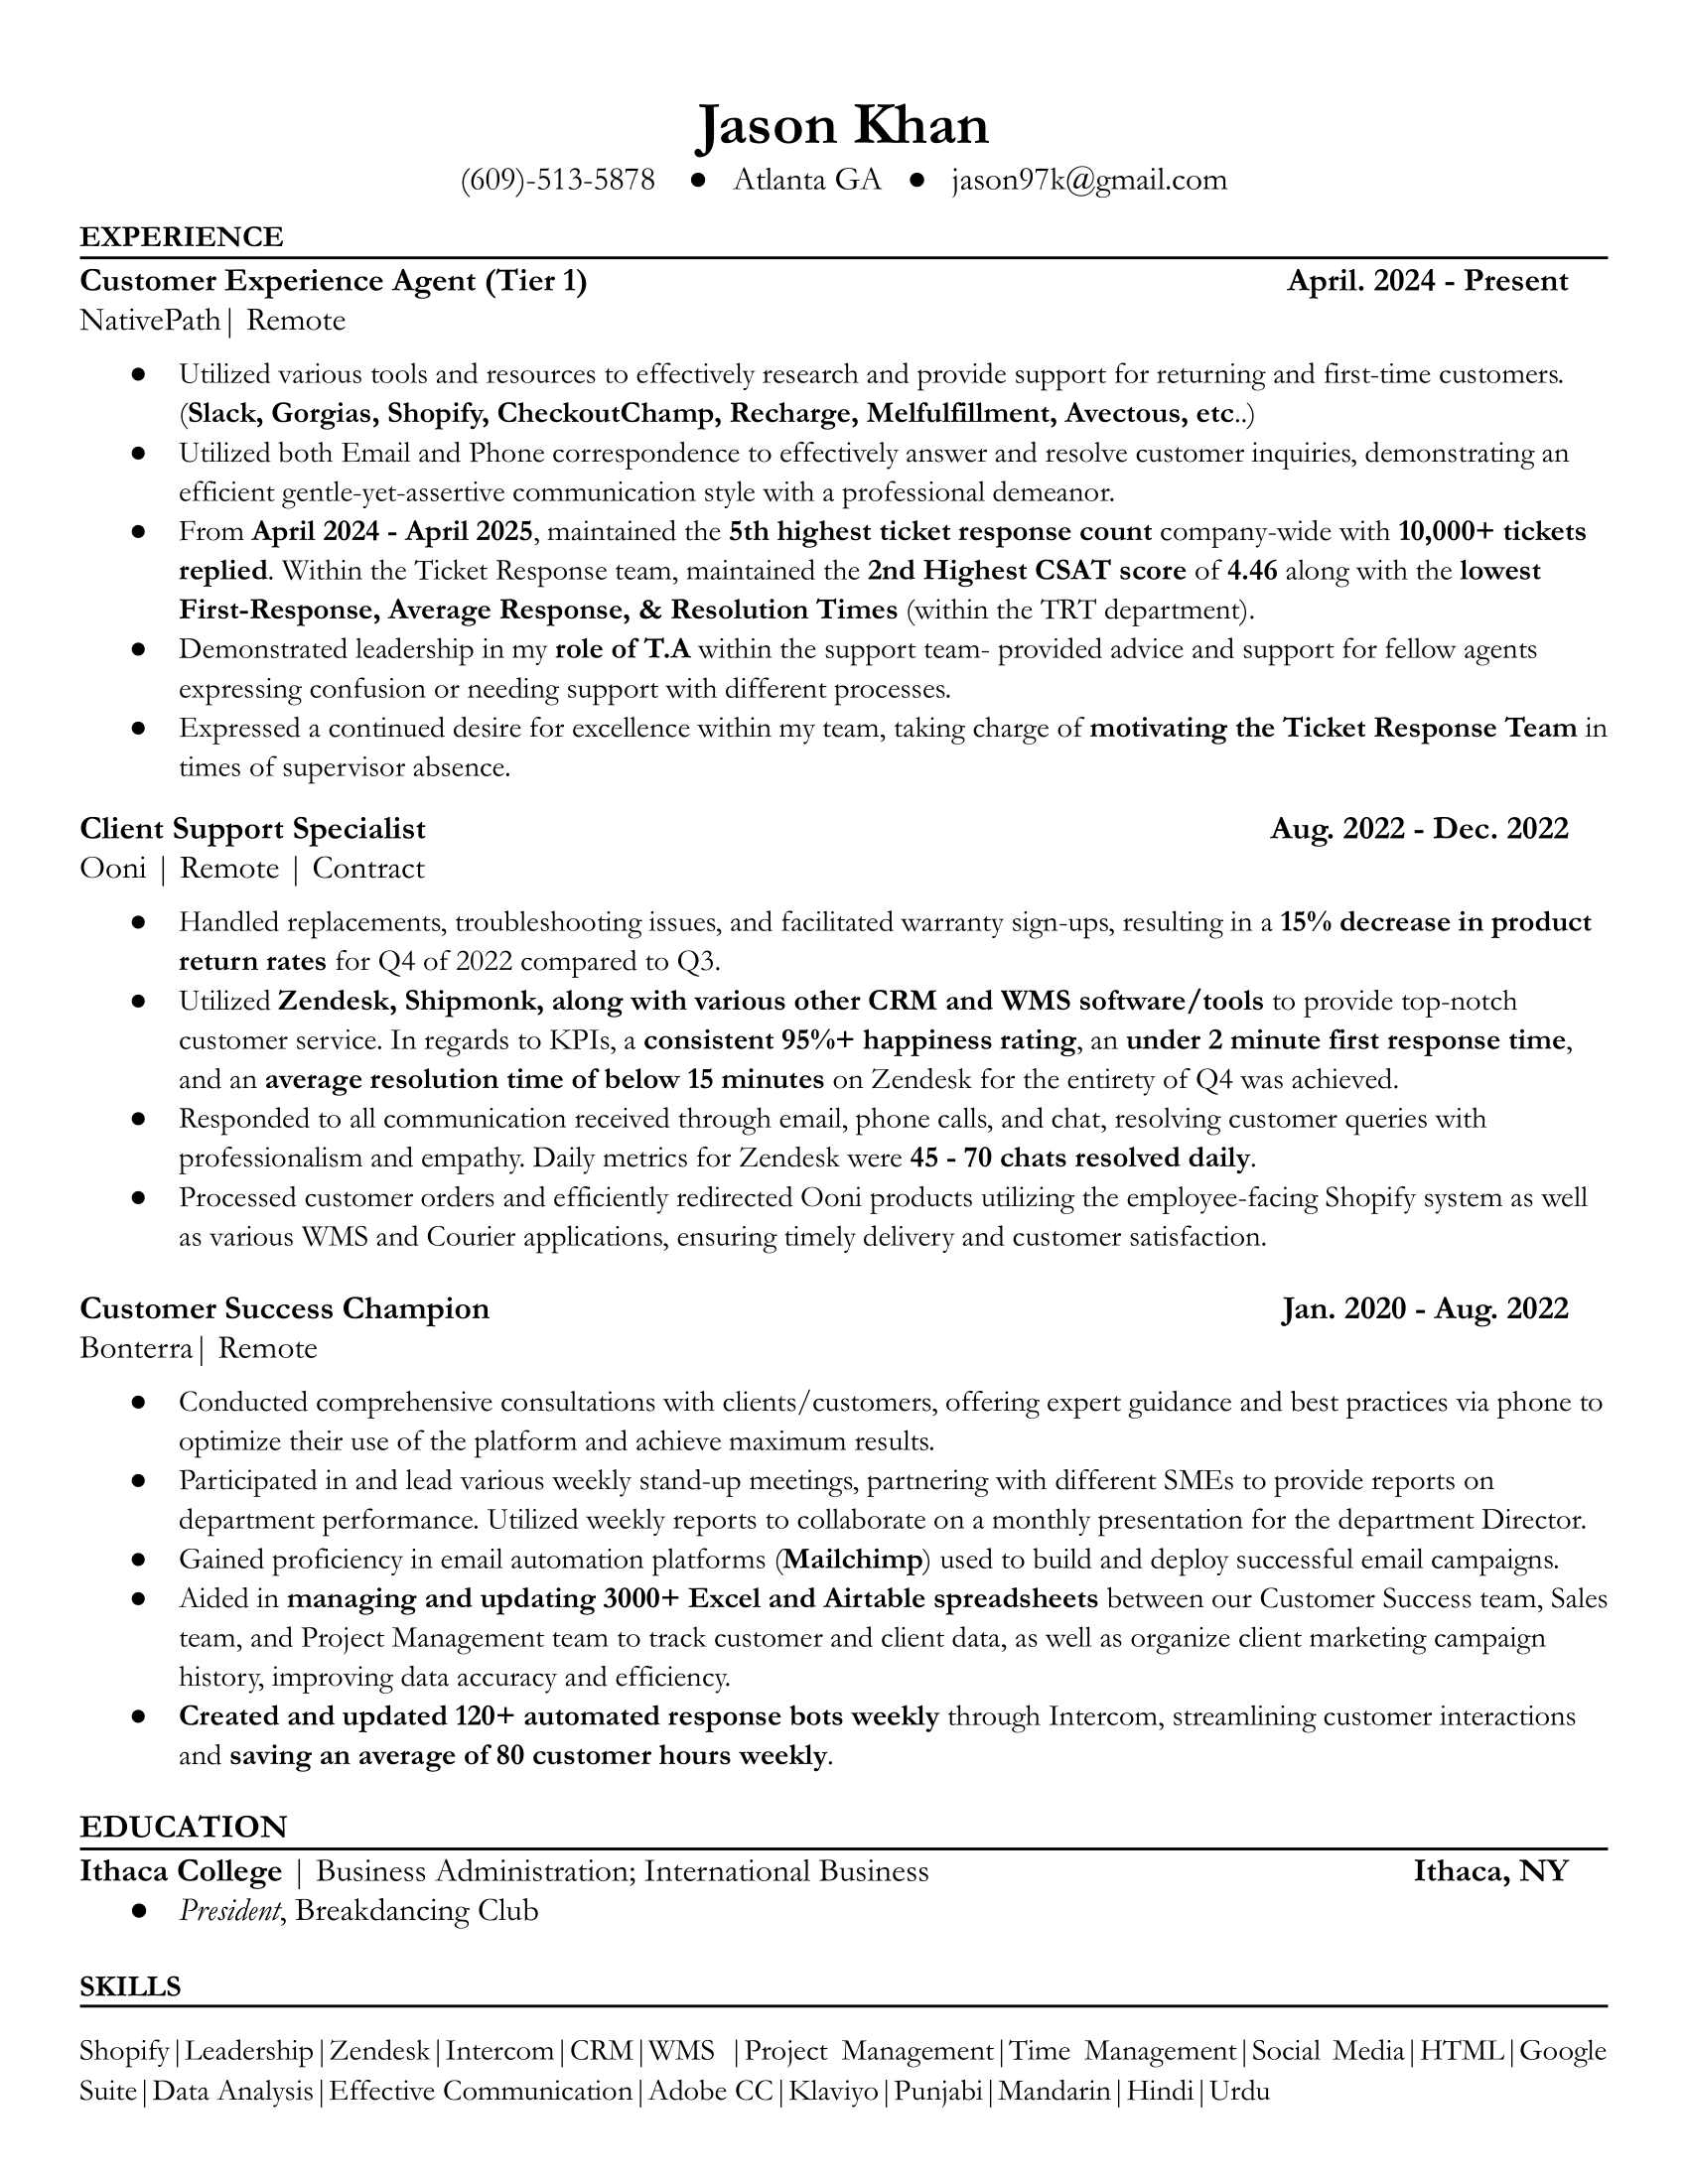 Jason Khan
(609)-513-5878 ● Atlanta GA ● jason97k@gmail.com
EXPERIENCE
Customer Experience Agent (Tier 1) April. 2024 - Present
NativePath| Remote
● Utilized various tools and resources to effectively research and provide support for returning and first-time customers.
(Slack, Gorgias, Shopify, CheckoutChamp, Recharge, Melfulfillment, Avectous, etc..)
● Utilized both Email and Phone correspondence to effectively answer and resolve customer inquiries, demonstrating an
efficient gentle-yet-assertive communication style with a professional demeanor.
● From April 2024 - April 2025, maintained the 5th highest ticket response count company-wide with 10,000+ tickets
replied. Within the Ticket Response team, maintained the 2nd Highest CSAT score of 4.46 along with the lowest
First-Response, Average Response, & Resolution Times (within the TRT department).
● Demonstrated leadership in my role of T.A within the support team- provided advice and support for fellow agents
expressing confusion or needing support with different processes.
● Expressed a continued desire for excellence within my team, taking charge of motivating the Ticket Response Team in
times of supervisor absence.
Client Support Specialist Aug. 2022 - Dec. 2022
Ooni | Remote | Contract
● Handled replacements, troubleshooting issues, and facilitated warranty sign-ups, resulting in a 15% decrease in product
return rates for Q4 of 2022 compared to Q3.
● Utilized Zendesk, Shipmonk, along with various other CRM and WMS software/tools to provide top-notch
customer service. In regards to KPIs, a consistent 95%+ happiness rating, an under 2 minute first response time,
and an average resolution time of below 15 minutes on Zendesk for the entirety of Q4 was achieved.
● Responded to all communication received through email, phone calls, and chat, resolving customer queries with
professionalism and empathy. Daily metrics for Zendesk were 45 - 70 chats resolved daily.
● Processed customer orders and efficiently redirected Ooni products utilizing the employee-facing Shopify system as well
as various WMS and Courier applications, ensuring timely delivery and customer satisfaction.
Customer Success Champion Jan. 2020 - Aug. 2022
Bonterra| Remote
● Conducted comprehensive consultations with clients/customers, offering expert guidance and best practices via phone to
optimize their use of the platform and achieve maximum results.
● Participated in and lead various weekly stand-up meetings, partnering with different SMEs to provide reports on
department performance. Utilized weekly reports to collaborate on a monthly presentation for the department Director.
● Gained proficiency in email automation platforms (Mailchimp) used to build and deploy successful email campaigns.
● Aided in managing and updating 3000+ Excel and Airtable spreadsheets between our Customer Success team, Sales
team, and Project Management team to track customer and client data, as well as organize client marketing campaign
history, improving data accuracy and efficiency.
● Created and updated 120+ automated response bots weekly through Intercom, streamlining customer interactions
and saving an average of 80 customer hours weekly.
EDUCATION
Ithaca College | Business Administration; International Business Ithaca, NY
● President, Breakdancing Club
SKILLS
Shopify|Leadership|Zendesk|Intercom|CRM|WMS |Project Management|Time Management|Social Media|HTML|Google
Suite|Data Analysis|Effective Communication|Adobe CC|Klaviyo|Punjabi|Mandarin|Hindi|Urdu